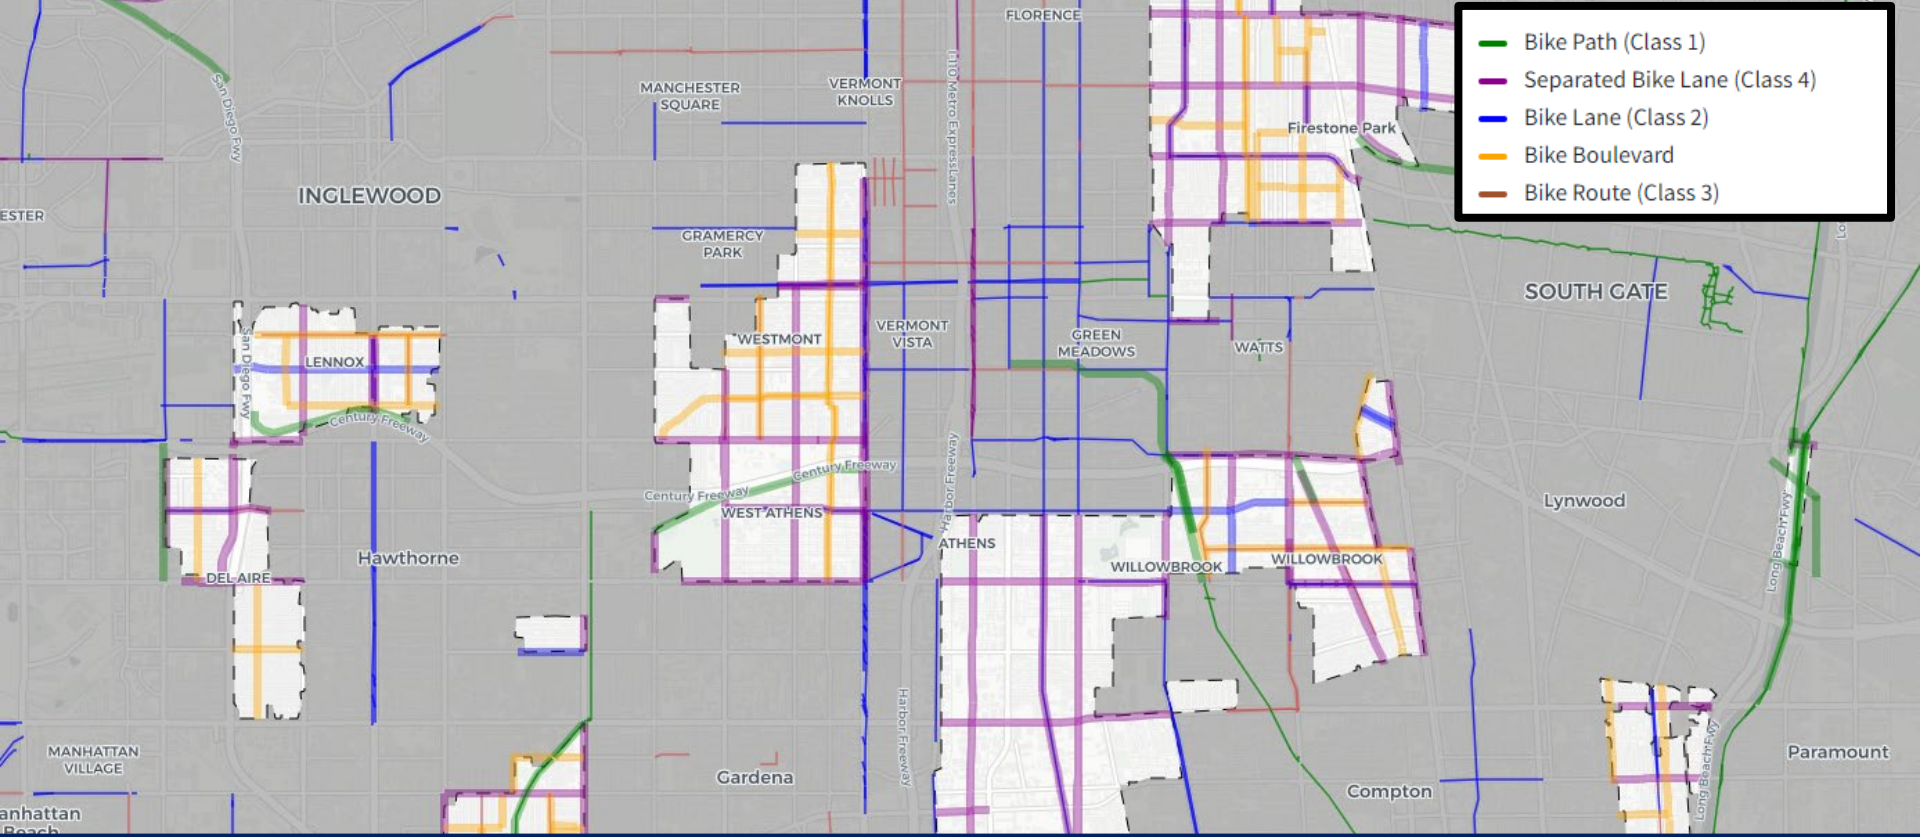 FLORENCE
Bike Path (Class 1)
Separated Bike Lane (Class 4)
Bike Lane (Class 2)
Bike Boulevard
Bike Route (Class 3)
San Diego Fwy
MANCHESTER
SQUARE
VERMONT
KNOLLS
I-110 Metro ExpressLanes
Firestone Park
INGLEWOOD
ESTER
GRAMERCY
PARK
Lo
SOUTH GATE
San Diego Fwy
LENNOX
WESTMONT
VERMONT
VISTA
GREEN
MEADOWS
WATTS
Century Freeway
Century Freeway
Century Freeway
Harbor Freeway
Lynwood
WEST ATHENS
ATHENS
Hawthorne
DEL AIRE
WILLOWBROOK
WILLOWBROOK
Long Beach Fwy
MANHATTAN
VILLAGE
Gardena
Harbor Freeway
Compton
Long Beach Fwy
Paramount
anhattan
Beach